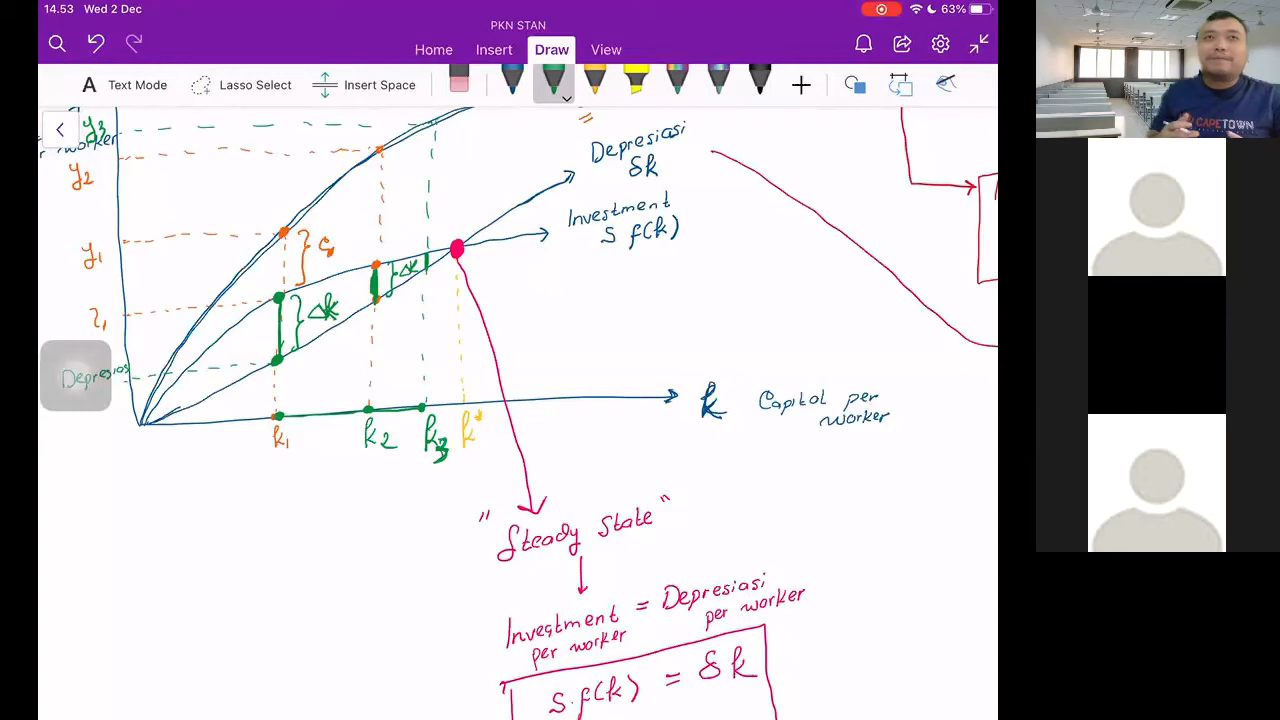 14.53 Wed 2 Dec
63%
PKN STAN
Home Insert Draw View
Text Mode
Lasso Select
Insert Space
CAPETOWN
y3
worker
y2
y1
Depresiasi
δk
Investment
s f(k)
C1
Δk
Δk
Depresiasi
k1 k2 k3 k*
k Capital per
worker
"Steady State"
Investment = Depresiasi
per worker per worker
s.f(k) = δk